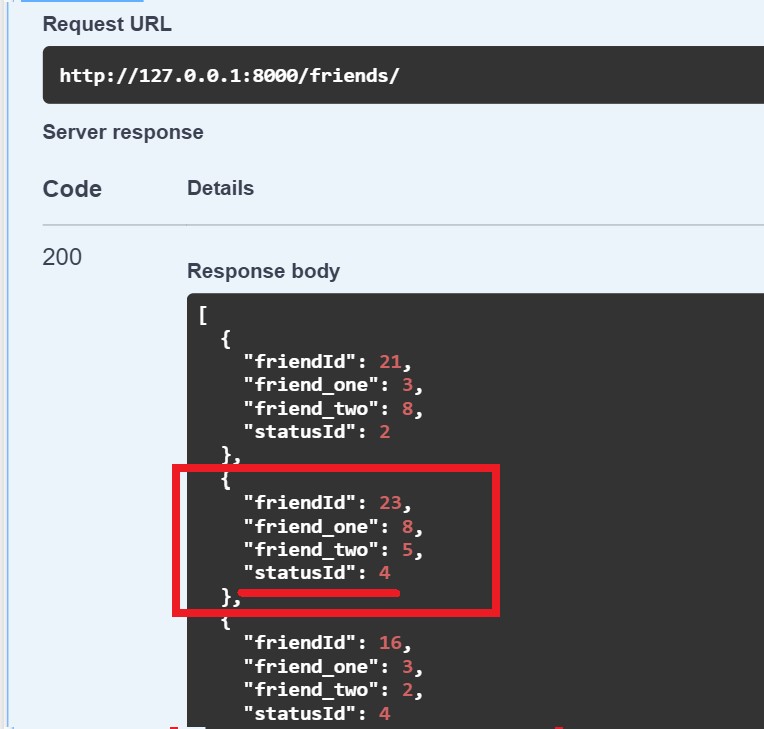 Request URL
http://127.0.0.1:8000/friends/
Server response
Code Details
200
Response body
[
{
"friendId": 21,
"friend_one": 3,
"friend_two": 8,
"statusId": 2
},
{
"friendId": 23,
"friend_one": 8,
"friend_two": 5,
"statusId": 4
},
{
"friendId": 16,
"friend_one": 3,
"friend_two": 2,
"statusId": 4